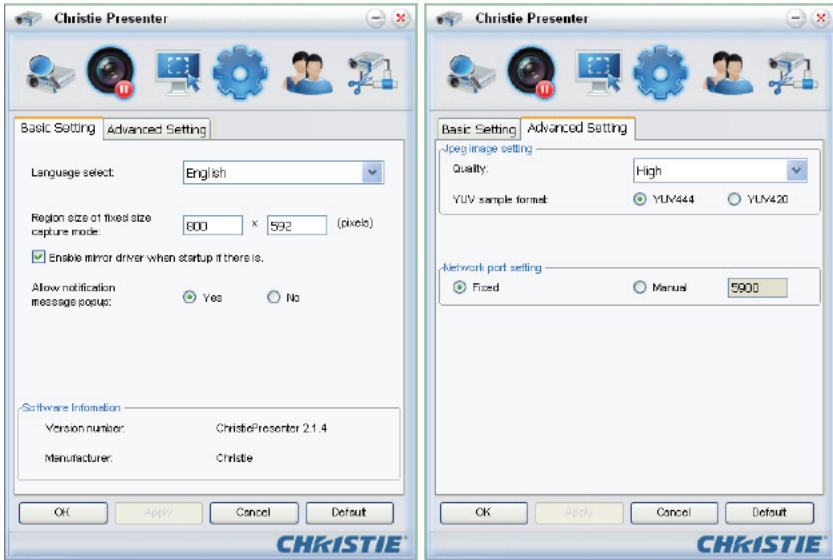 Christie Presenter
Basic Setting Advanced Setting
Language select: English
Region size of fixed size
capture mode: 800 x 592 (pixels)
Enable mirror driver when startup if there is.
Allow notification
message popup: Yes No
Software Infomation
Version number: ChristiePresenter 2.1.4
Manufacturer: Christie
OK Apply Cancel Default
CHRISTIE
Christie Presenter
Basic Setting Advanced Setting
Jpeg image setting
Quality: High
YUV sample format: YUV444 YUV420
Network port setting
Fixed Manual 5900
OK Apply Cancel Default
CHRISTIE